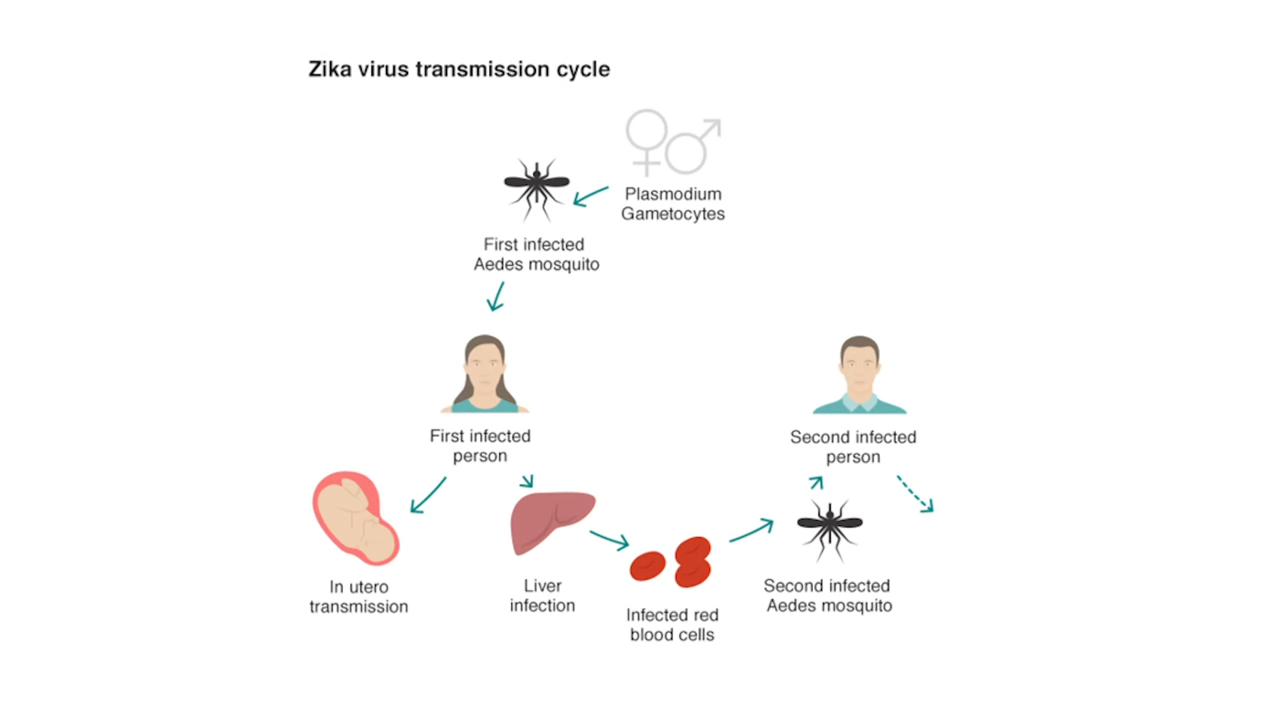 Zika virus transmission cycle
Plasmodium
Gametocytes
First infected
Aedes mosquito
First infected
person
Second infected
person
In utero
transmission
Liver
infection
Infected red
blood cells
Second infected
Aedes mosquito